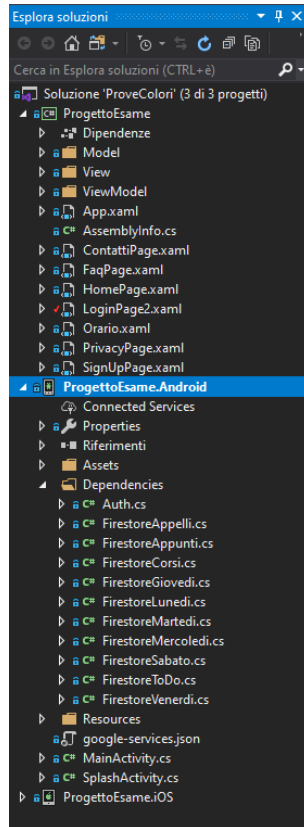 Esplora soluzioni
Cerca in Esplora soluzioni (CTRL+è)
Soluzione 'ProveColori' (3 di 3 progetti)
ProgettoEsame
Dipendenze
Model
View
ViewModel
App.xaml
C# AssemblyInfo.cs
ContattiPage.xaml
FaqPage.xaml
HomePage.xaml
LoginPage2.xaml
Orario.xaml
PrivacyPage.xaml
SignUpPage.xaml
ProgettoEsame.Android
Connected Services
Properties
Riferimenti
Assets
Dependencies
C# Auth.cs
C# FirestoreAppelli.cs
C# FirestoreAppunti.cs
C# FirestoreCorsi.cs
C# FirestoreGiovedi.cs
C# FirestoreLunedi.cs
C# FirestoreMartedi.cs
C# FirestoreMercoledi.cs
C# FirestoreSabato.cs
C# FirestoreToDo.cs
C# FirestoreVenerdi.cs
Resources
google-services.json
C# MainActivity.cs
C# SplashActivity.cs
ProgettoEsame.iOS